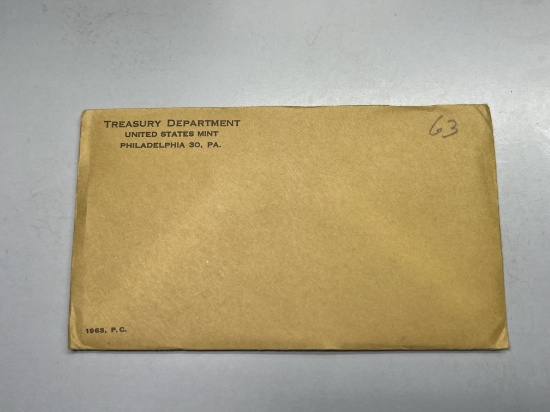 TREASURY DEPARTMENT
UNITED STATES MINT
PHILADELPHIA 30, PA.
63
1963, P.C.